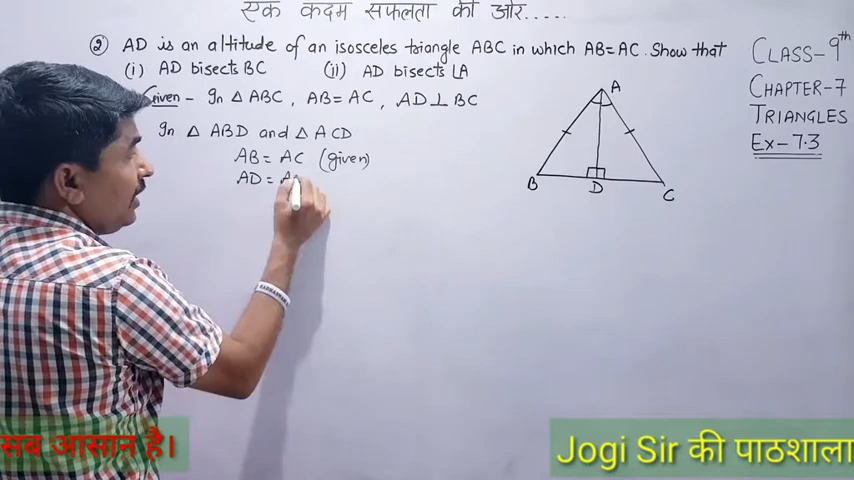 एक कदम सफलता की ओर.....
② AD is an altitude of an isosceles triangle ABC in which AB=AC. Show that
(i) AD bisects BC (ii) AD bisects ∠A
Given - In △ ABC, AB=AC, AD⊥BC
In △ ABD and △ ACD
AB= AC (given)
AD= A
A
B
D
C
CLASS-9th
CHAPTER-7
TRIANGLES
Ex-7.3
सब आसान है।
Jogi Sir की पाठशाला